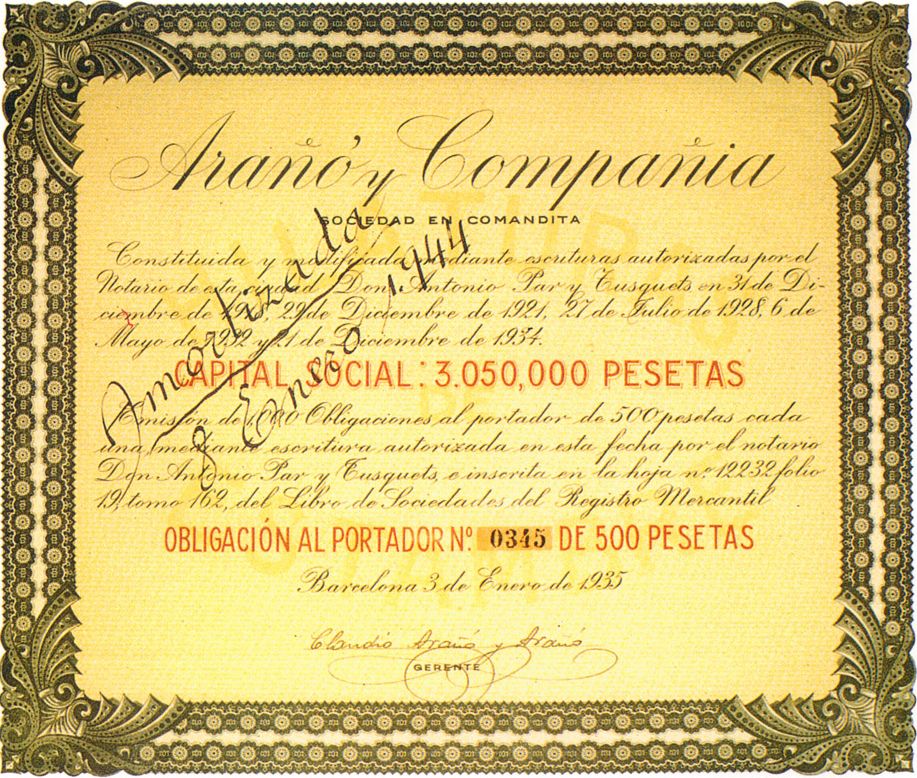 Arañó y Compañia
SOCIEDAD EN COMANDITA
Constituida y modificada mediante escrituras autorizadas por el
Notario de esta ciudad Don Antonio Par y Tusquets en 31 de Di-
ciembre de 29 de Diciembre de 1921, 27 de Julio de 1928, 6 de
Mayo de 1932 y 21 de Diciembre de 1934.
CAPITAL SOCIAL: 3.050,000 PESETAS
Emisión de 1,000 Obligaciones al portador de 500 pesetas cada
una, mediante escritura autorizada en esta fecha por el notario
Don Antonio Par y Tusquets, e inscrita en la hoja nº 12232 folio
19, tomo 162, del Libro de Sociedades del Registro Mercantil
OBLIGACIÓN AL PORTADOR Nº 0345 DE 500 PESETAS
Barcelona 3 de Enero de 1935
Claudio Arañó y Arañó
GERENTE
Amortizada
8 Enero 1944